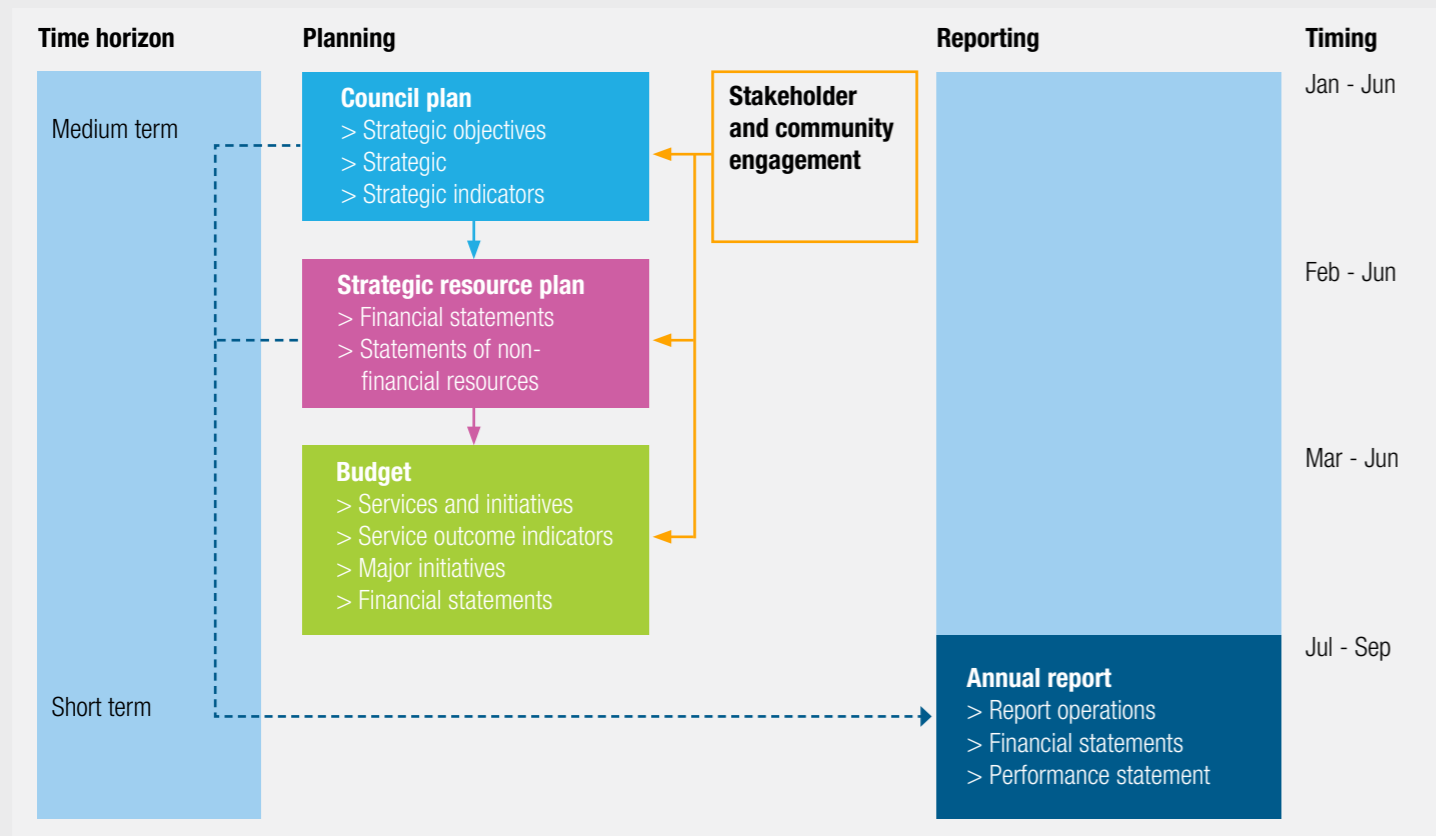 Time horizon
Planning
Reporting
Timing
Medium term
Short term
Council plan
> Strategic objectives
> Strategic
> Strategic indicators
Strategic resource plan
> Financial statements
> Statements of non-
financial resources
Budget
> Services and initiatives
> Service outcome indicators
> Major initiatives
> Financial statements
Stakeholder
and community
engagement
Annual report
> Report operations
> Financial statements
> Performance statement
Jan - Jun
Feb - Jun
Mar - Jun
Jul - Sep